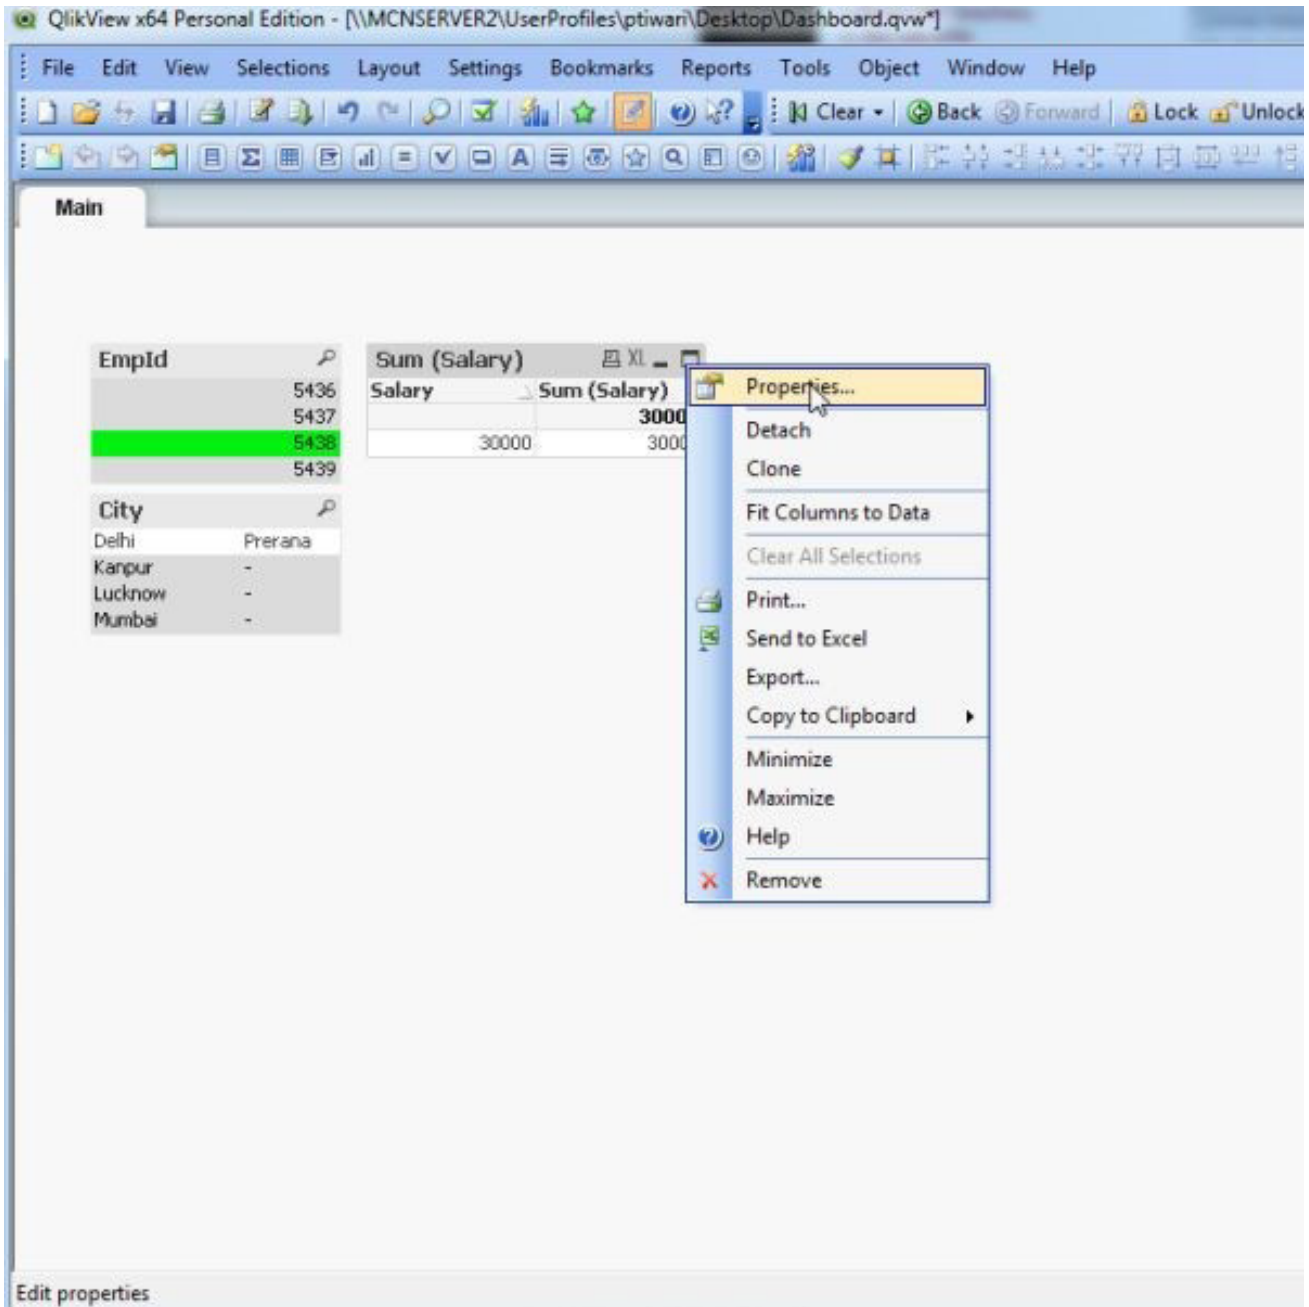 QlikView x64 Personal Edition - [\\MCNSERVER2\UserProfiles\ptiwari\Desktop\Dashboard.qvw*]
File Edit View Selections Layout Settings Bookmarks Reports Tools Object Window Help
Clear Back Forward Lock Unlock
Main
EmpId
5436
5437
5438
5439
City
Delhi Prerana
Kanpur -
Lucknow -
Mumbai -
Sum (Salary) XL
Salary Sum (Salary)
3000
30000 3000
Properties...
Detach
Clone
Fit Columns to Data
Clear All Selections
Print...
Send to Excel
Export...
Copy to Clipboard
Minimize
Maximize
Help
Remove
Edit properties